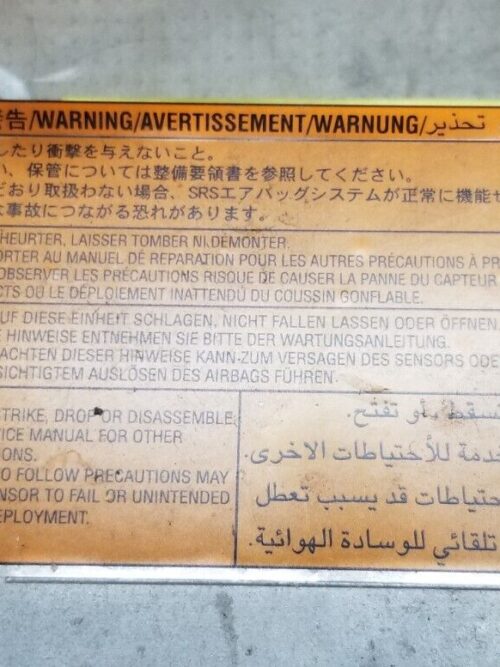 告/WARNING/AVERTISSEMENT/WARNUNG/تحذير
したり衝撃を与えないこと。
い、保管については整備要領書を参照してください。
どおり取扱わない場合、SRSエアバッグシステムが正常に機能せ
な事故につながる恐れがあります。
HEURTER, LAISSER TOMBER NI DÉMONTER.
ORTER AU MANUEL DE RÉPARATION POUR LES AUTRES PRÉCAUTIONS À PR
OBSERVER LES PRÉCAUTIONS RISQUE DE CAUSER LA PANNE DU CAPTEUR
CTS OU LE DÉPLOIEMENT INATTENDU DU COUSSIN GONFLABLE.
UF DIESE EINHEIT SCHLAGEN, NICHT FALLEN LASSEN ODER ÖFFNEN
E HINWEISE ENTNEHMEN SIE BITTE DER WARTUNGSANLEITUNG.
ACHTEN DIESER HINWEISE KANN ZUM VERSAGEN DES SENSORS ODE
SICHTIGTEM AUSLÖSEN DES AIRBAGS FÜHREN.
STRIKE, DROP OR DISASSEMBLE
VICE MANUAL FOR OTHER
ONS.
TO FOLLOW PRECAUTIONS MAY
NSOR TO FAIL OR UNINTENDED
EPLOYMENT.
سقط أو تفتح.
خدمة للأحتياطات الاخرى.
حتياطات قد يسبب تعطل
تلقائي للوسادة الهوائية.